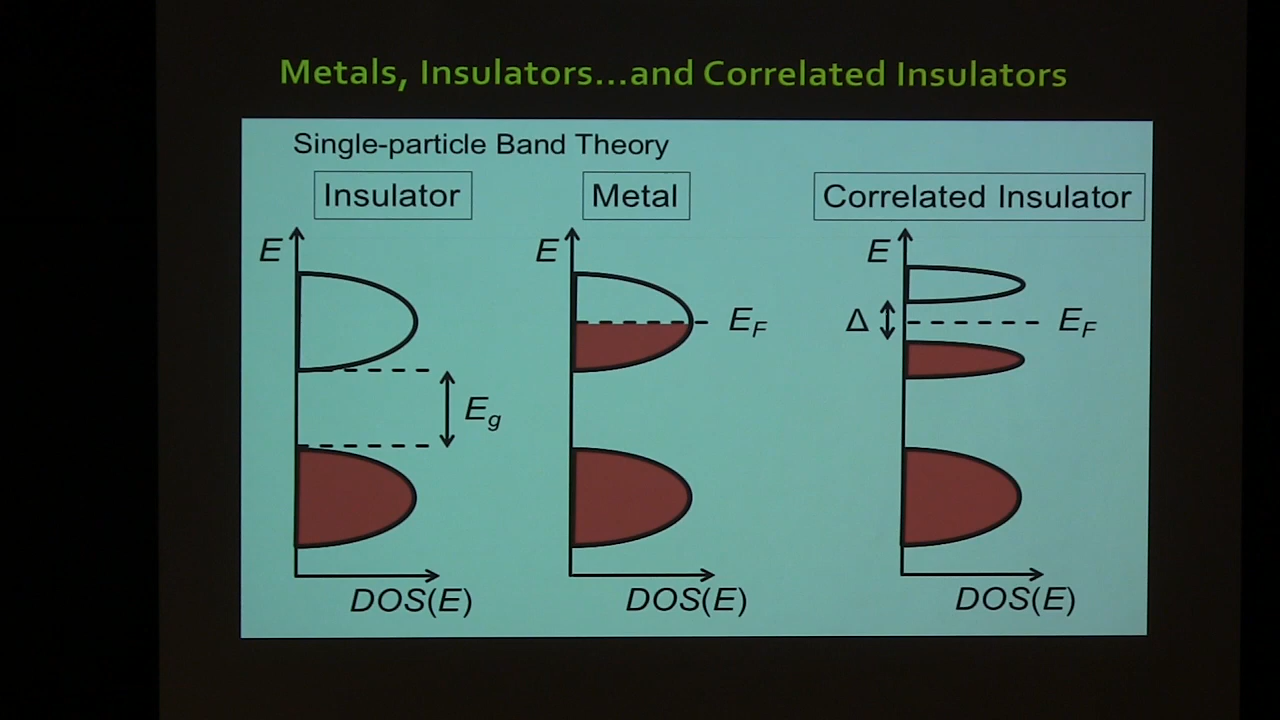 Metals, Insulators...and Correlated Insulators
Single-particle Band Theory
Insulator
Metal
Correlated Insulator
E
E
E
Δ
E_F
E_F
E_g
DOS(E)
DOS(E)
DOS(E)